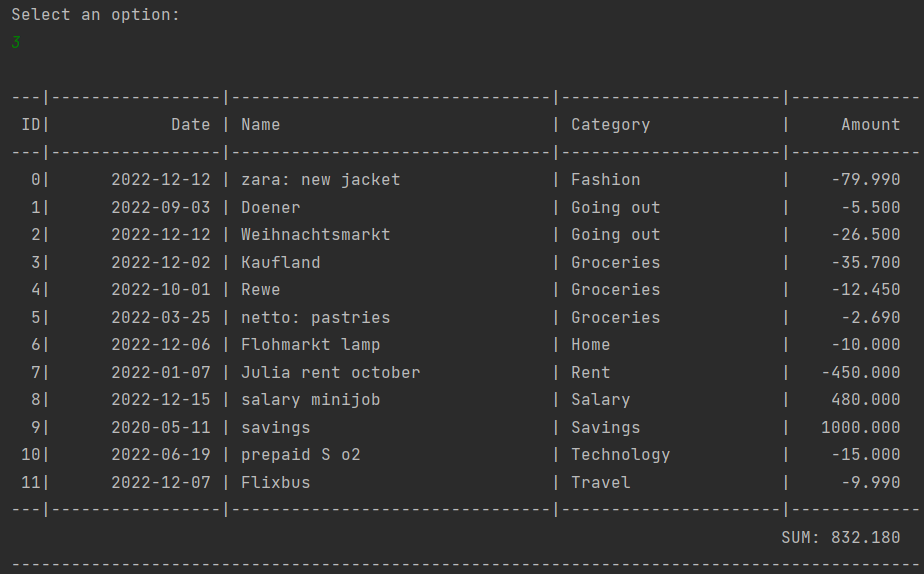 Select an option:
3
---|-----------------|--------------------------------|----------------------|-------------
 ID|            Date | Name                           | Category             |     Amount
---|-----------------|--------------------------------|----------------------|-------------
  0|      2022-12-12 | zara: new jacket               | Fashion              |    -79.990
  1|      2022-09-03 | Doener                         | Going out            |     -5.500
  2|      2022-12-12 | Weihnachtsmarkt                | Going out            |    -26.500
  3|      2022-12-02 | Kaufland                       | Groceries            |    -35.700
  4|      2022-10-01 | Rewe                           | Groceries            |    -12.450
  5|      2022-03-25 | netto: pastries                | Groceries            |     -2.690
  6|      2022-12-06 | Flohmarkt lamp                 | Home                 |    -10.000
  7|      2022-01-07 | Julia rent october             | Rent                 |   -450.000
  8|      2022-12-15 | salary minijob                 | Salary               |    480.000
  9|      2020-05-11 | savings                        | Savings              |   1000.000
 10|      2022-06-19 | prepaid S o2                   | Technology           |    -15.000
 11|      2022-12-07 | Flixbus                        | Travel               |     -9.990
---|-----------------|--------------------------------|----------------------|-------------
                                                                             SUM: 832.180
-------------------------------------------------------------------------------------------